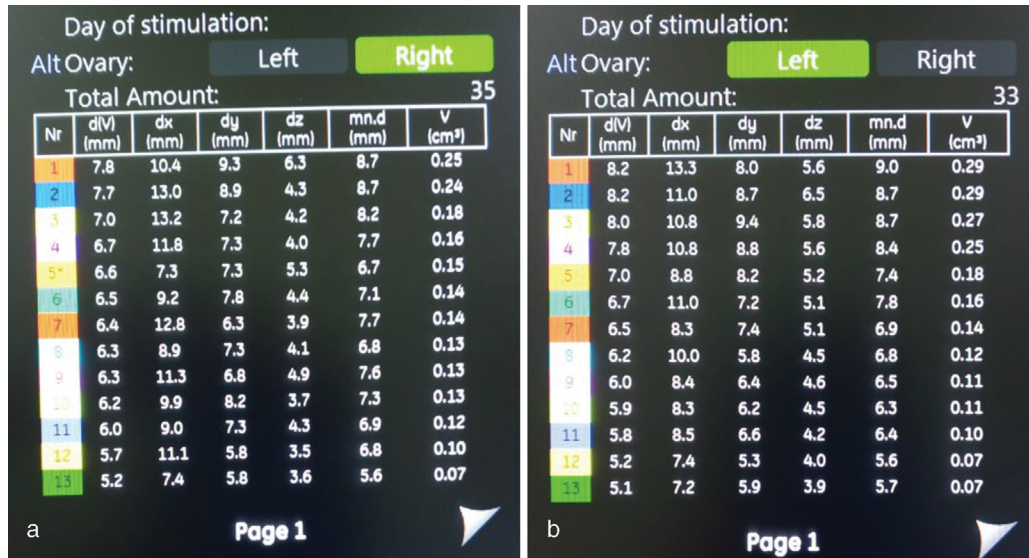 Day of stimulation:
Alt Ovary: Left Right
Total Amount: 35
Nr d(V) (mm) dx (mm) dy (mm) dz (mm) mn.d (mm) V (cm³)
1 7.8 10.4 9.3 6.3 8.7 0.25
2 7.7 13.0 8.9 4.3 8.7 0.24
3 7.0 13.2 7.2 4.2 8.2 0.18
4 6.7 11.8 7.3 4.0 7.7 0.16
5* 6.6 7.3 7.3 5.3 6.7 0.15
6 6.5 9.2 7.8 4.4 7.1 0.14
7 6.4 12.8 6.3 3.9 7.7 0.14
8 6.3 8.9 7.3 4.1 6.8 0.13
9 6.3 11.3 6.8 4.9 7.6 0.13
10 6.2 9.9 8.2 3.7 7.3 0.13
11 6.0 9.0 7.3 4.3 6.9 0.12
12 5.7 11.1 5.8 3.5 6.8 0.10
13 5.2 7.4 5.8 3.6 5.6 0.07
Page 1
a
Day of stimulation:
Alt Ovary: Left Right
Total Amount: 33
Nr d(V) (mm) dx (mm) dy (mm) dz (mm) mn.d (mm) V (cm³)
1 8.2 13.3 8.0 5.6 9.0 0.29
2 8.2 11.0 8.7 6.5 8.7 0.29
3 8.0 10.8 9.4 5.8 8.7 0.27
4 7.8 10.8 8.8 5.6 8.4 0.25
5 7.0 8.8 8.2 5.2 7.4 0.18
6 6.7 11.0 7.2 5.1 7.8 0.16
7 6.5 8.3 7.4 5.1 6.9 0.14
8 6.2 10.0 5.8 4.5 6.8 0.12
9 6.0 8.4 6.4 4.6 6.5 0.11
10 5.9 8.3 6.2 4.5 6.3 0.11
11 5.8 8.5 6.6 4.2 6.4 0.10
12 5.2 7.4 5.3 4.0 5.6 0.07
13 5.1 7.2 5.9 3.9 5.7 0.07
Page 1
b